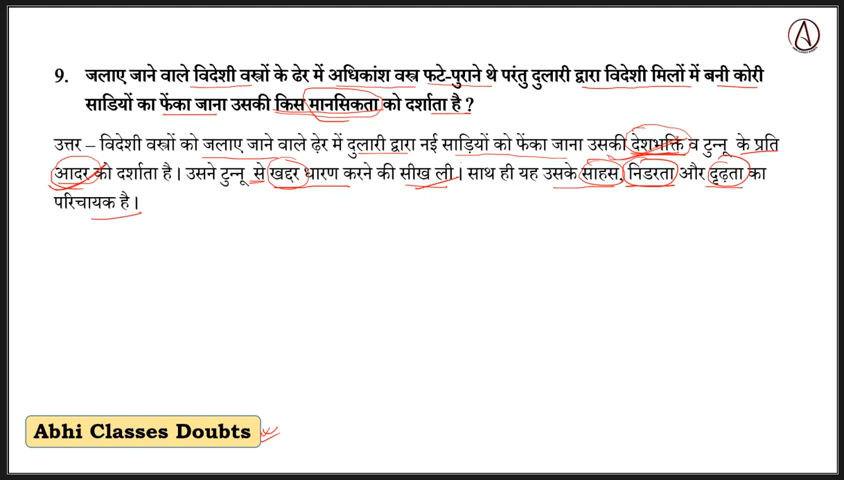 9. जलाए जाने वाले विदेशी वस्त्रों के ढेर में अधिकांश वस्त्र फटे-पुराने थे परंतु दुलारी द्वारा विदेशी मिलों में बनी कोरी
साडियों का फेंका जाना उसकी किस मानसिकता को दर्शाता है ?
उत्तर – विदेशी वस्त्रों को जलाए जाने वाले ढ़ेर में दुलारी द्वारा नई साड़ियों को फेंका जाना उसकी देशभक्ति व टुन्नू के प्रति
आदर को दर्शाता है। उसने टुन्नू से खद्दर धारण करने की सीख ली। साथ ही यह उसके साहस, निडरता और दृढ़ता का
परिचायक है।
Abhi Classes Doubts